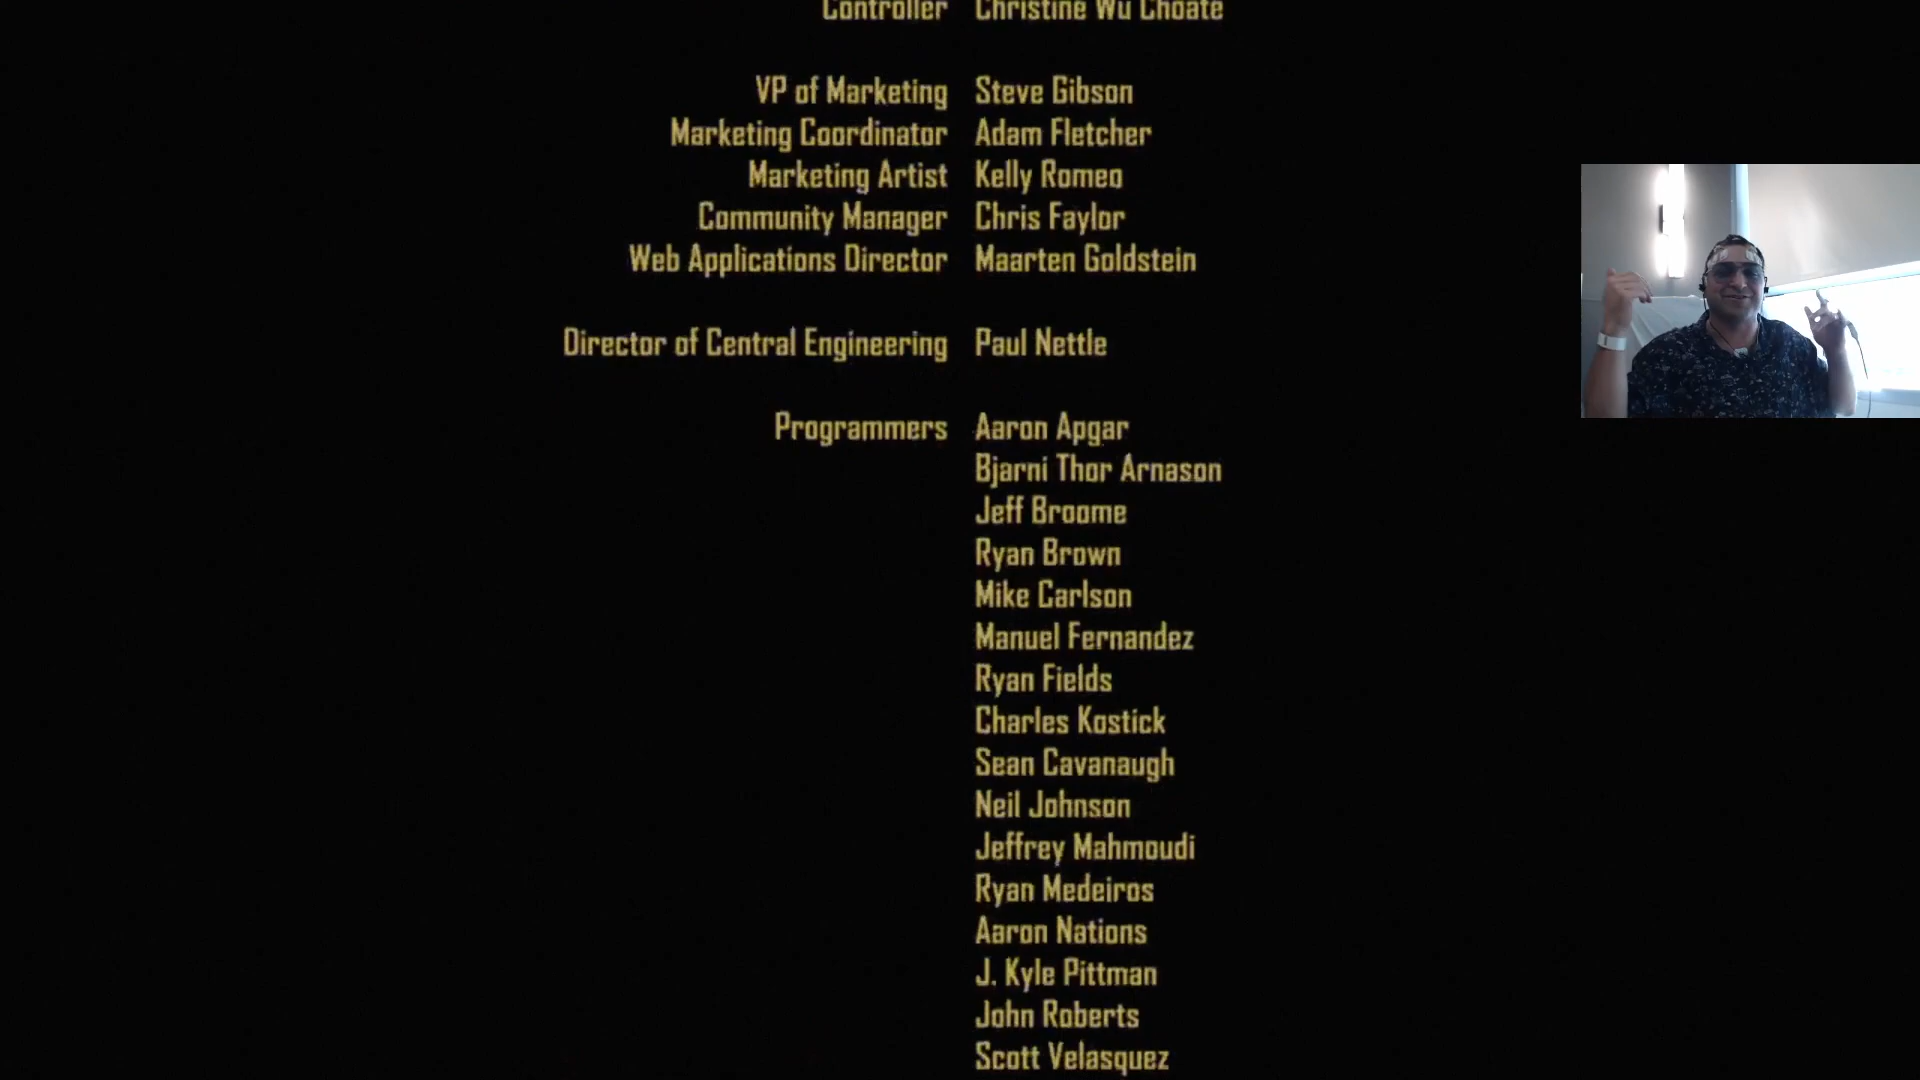 Controller Christine Wu Choate
VP of Marketing Steve Gibson
Marketing Coordinator Adam Fletcher
Marketing Artist Kelly Romeo
Community Manager Chris Faylor
Web Applications Director Maarten Goldstein
Director of Central Engineering Paul Nettle
Programmers Aaron Apgar
Bjarni Thor Arnason
Jeff Broome
Ryan Brown
Mike Carlson
Manuel Fernandez
Ryan Fields
Charles Kostick
Sean Cavanaugh
Neil Johnson
Jeffrey Mahmoudi
Ryan Medeiros
Aaron Nations
J. Kyle Pittman
John Roberts
Scott Velasquez